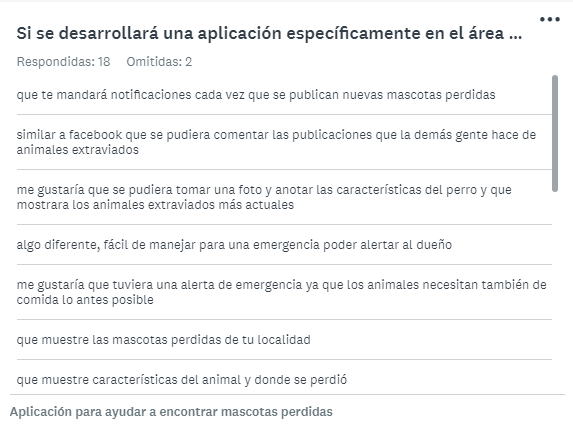 Si se desarrollará una aplicación específicamente en el área ...
Respondidas: 18 Omitidas: 2
que te mandará notificaciones cada vez que se publican nuevas mascotas perdidas
similar a facebook que se pudiera comentar las publicaciones que la demás gente hace de
animales extraviados
me gustaría que se pudiera tomar una foto y anotar las características del perro y que
mostrara los animales extraviados más actuales
algo diferente, fácil de manejar para una emergencia poder alertar al dueño
me gustaría que tuviera una alerta de emergencia ya que los animales necesitan también de
comida lo antes posible
que muestre las mascotas perdidas de tu localidad
que muestre características del animal y donde se perdió
Aplicación para ayudar a encontrar mascotas perdidas